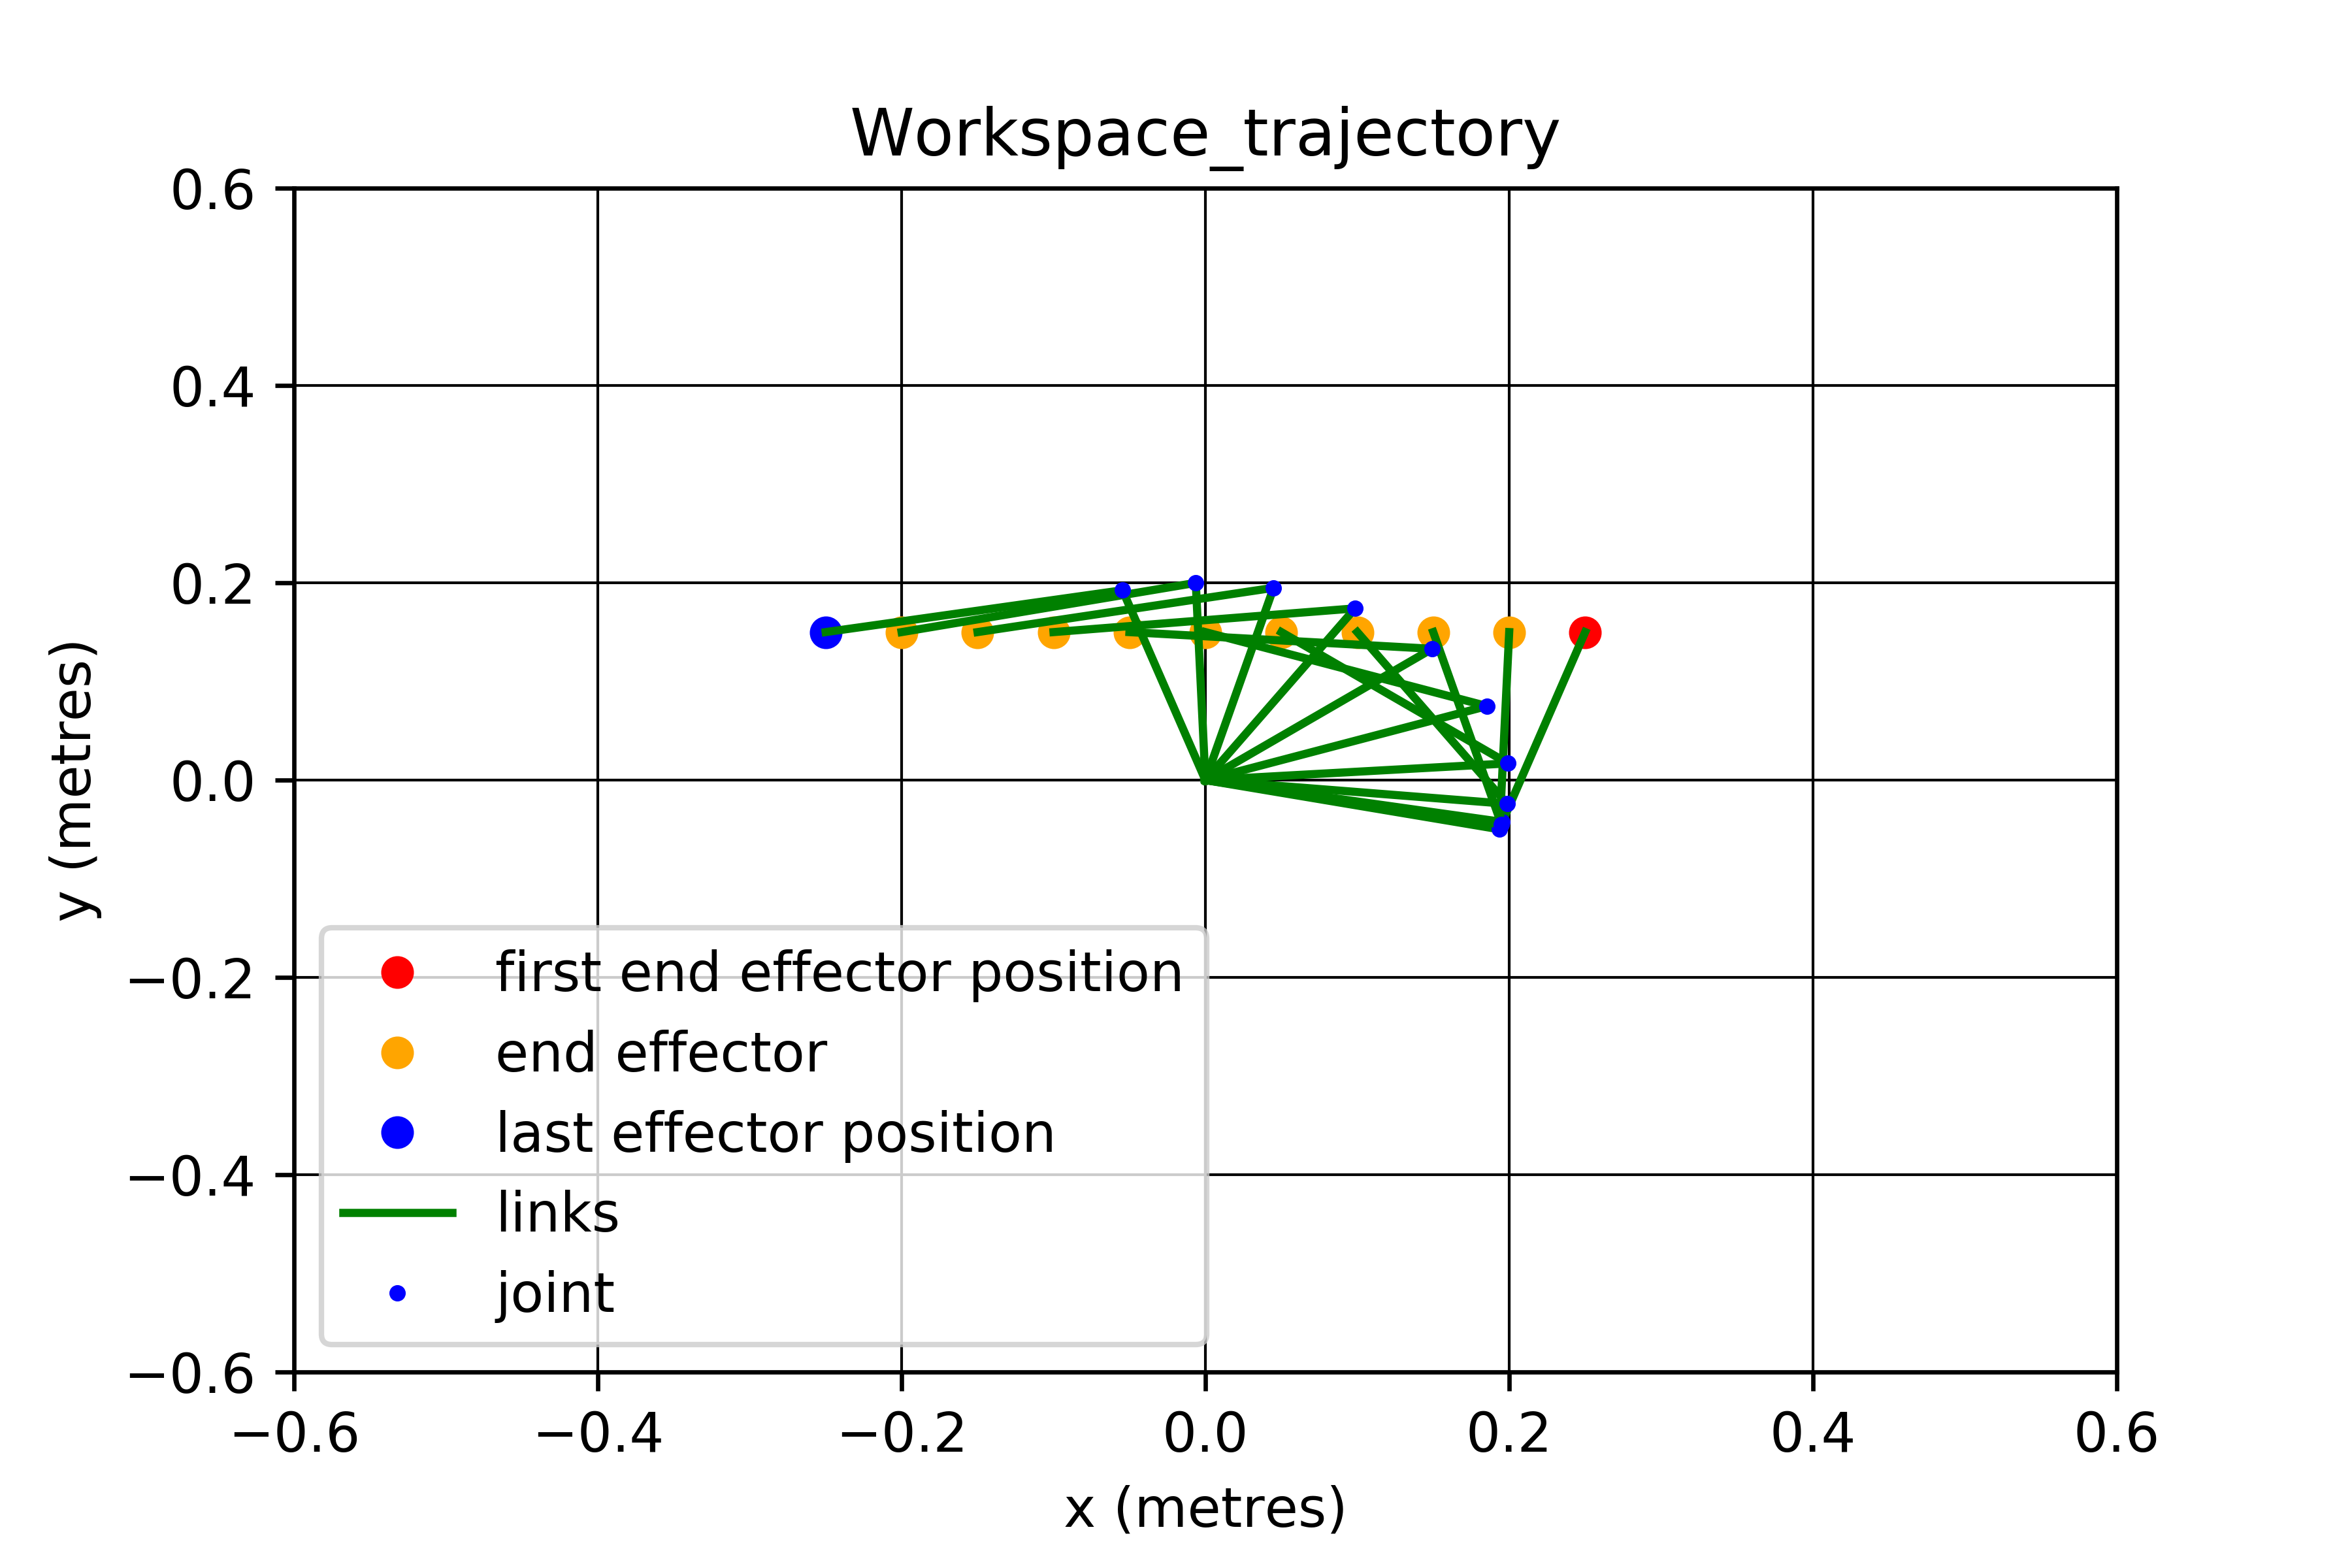 Workspace_trajectory
0.6
0.4
0.2
0.0
−0.2
−0.4
−0.6
y (metres)
first end effector position
end effector
last effector position
links
joint
−0.6 −0.4 −0.2 0.0 0.2 0.4 0.6
x (metres)